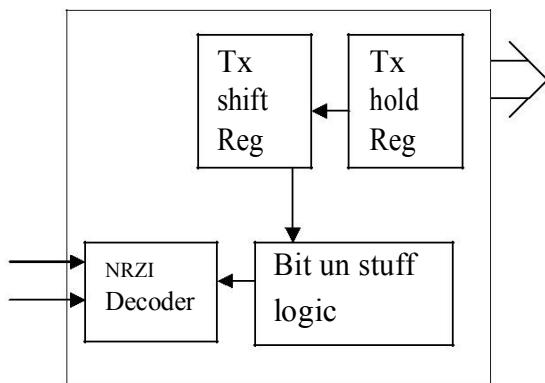 Tx
shift
Reg
Tx
hold
Reg
NRZI
Decoder
Bit un stuff
logic